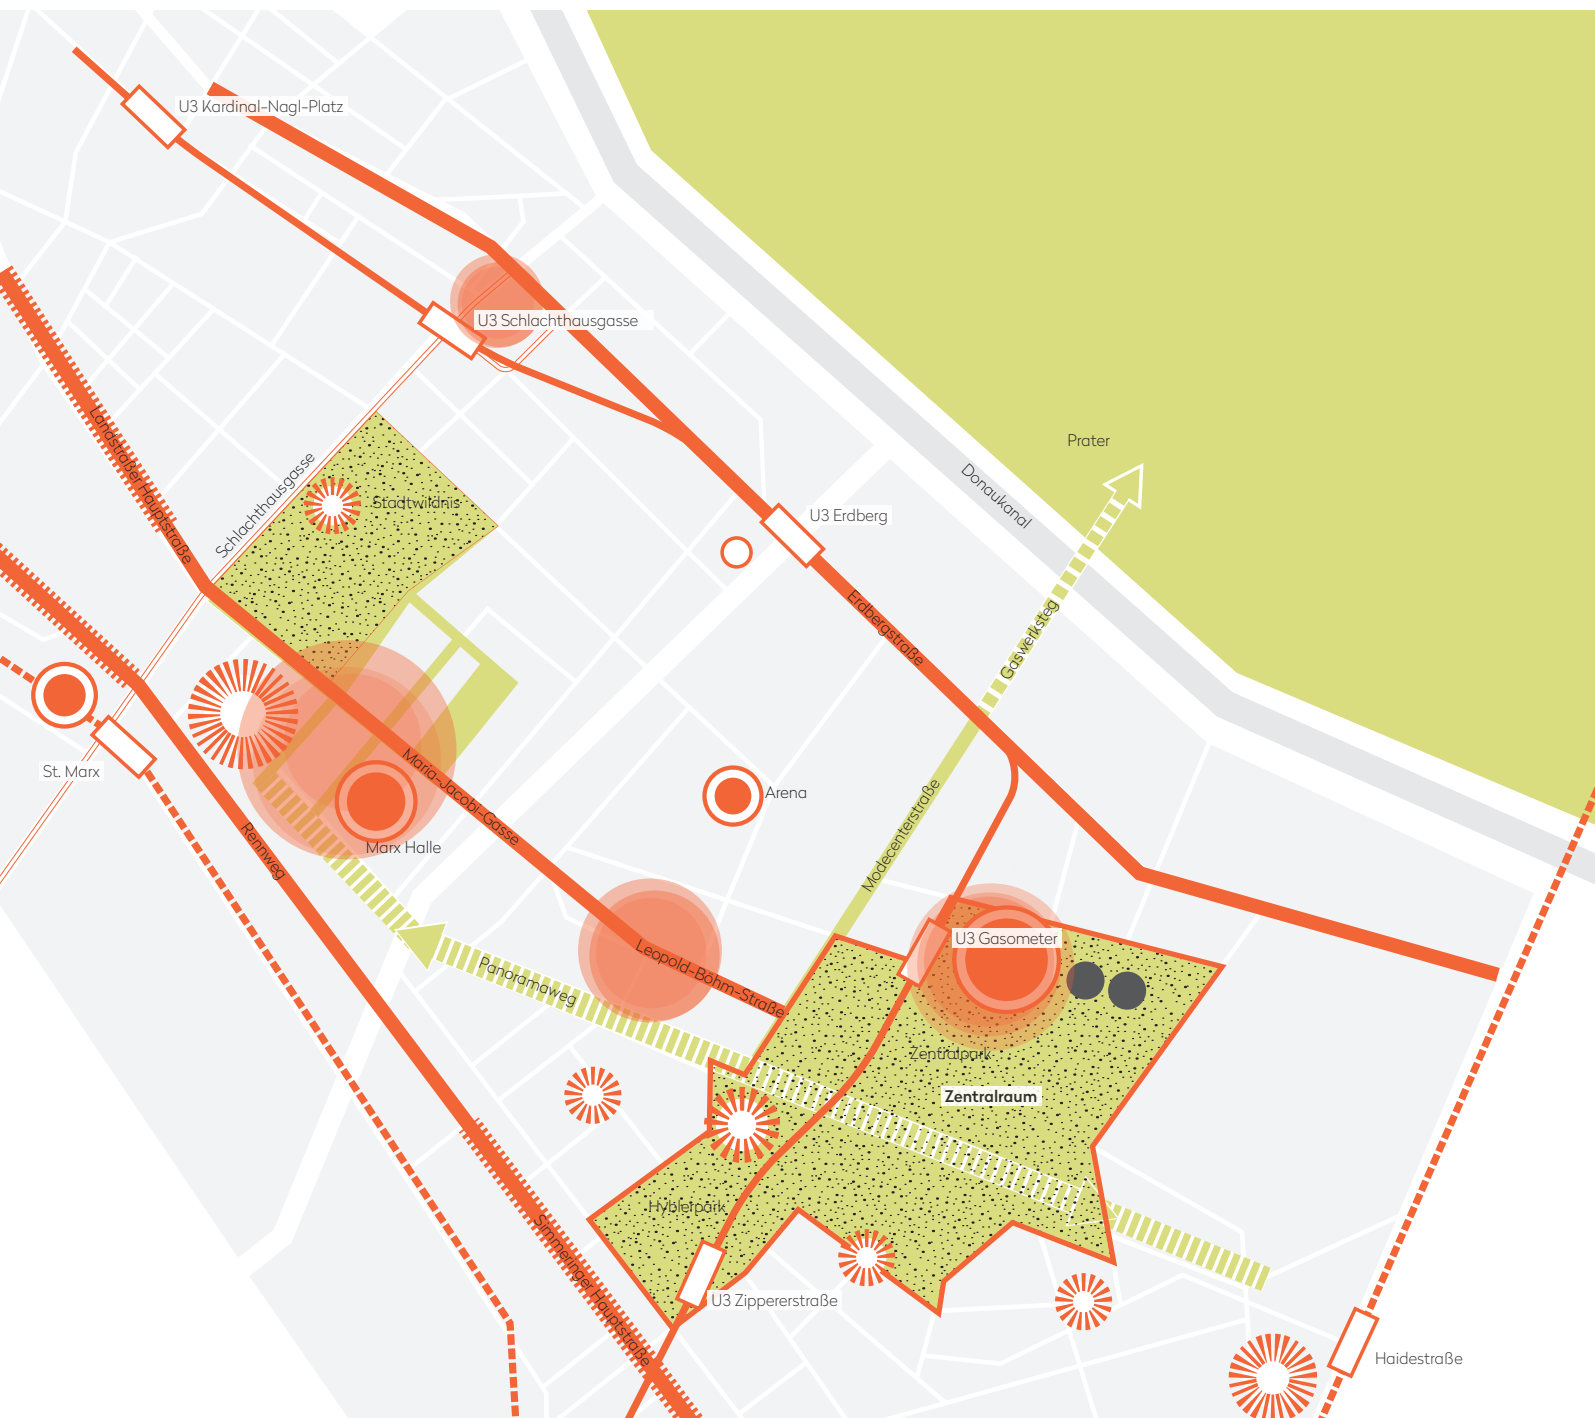 U3 Kardinal-Nagl-Platz
U3 Schlachthausgasse
Landstraßer Hauptstraße
Schlachthausgasse
Stadtwildnis
Prater
Donaukanal
U3 Erdberg
Erdbergstraße
Gaswerksteg
St. Marx
Maria-Jacobi-Gasse
Arena
Modecenterstraße
Marx Halle
Rennweg
Leopold-Böhm-Straße
U3 Gasometer
Panoramaweg
Zentralpark
Zentralraum
Hyblerpark
Simmeringer Hauptstraße
U3 Zippererstraße
Haidestraße